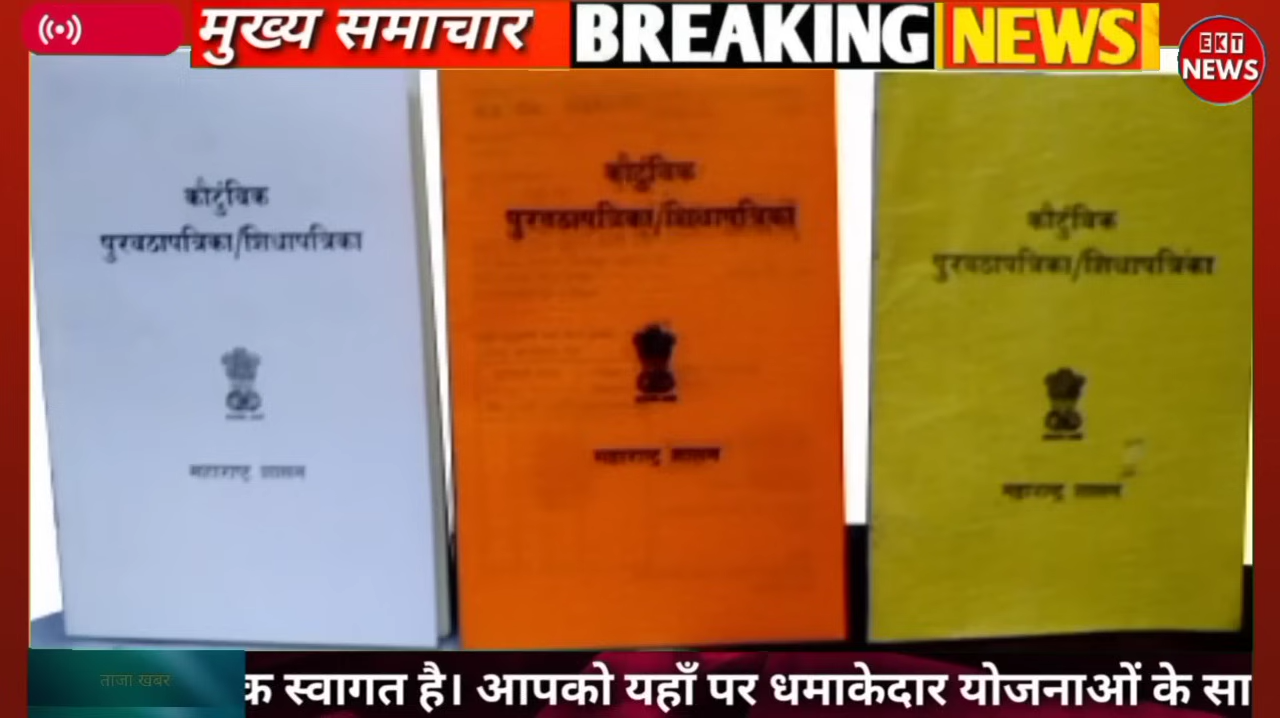 मुख्य समाचार BREAKING NEWS
EKT
NEWS
कौटुंबिक
पुरवठापत्रिका/शिधापत्रिका
महाराष्ट्र शासन
कौटुंबिक
पुरवठापत्रिका/शिधापत्रिका
महाराष्ट्र शासन
कौटुंबिक
पुरवठापत्रिका/शिधापत्रिका
महाराष्ट्र शासन
ताजा खबर
क स्वागत है। आपको यहाँ पर धमाकेदार योजनाओं के सा